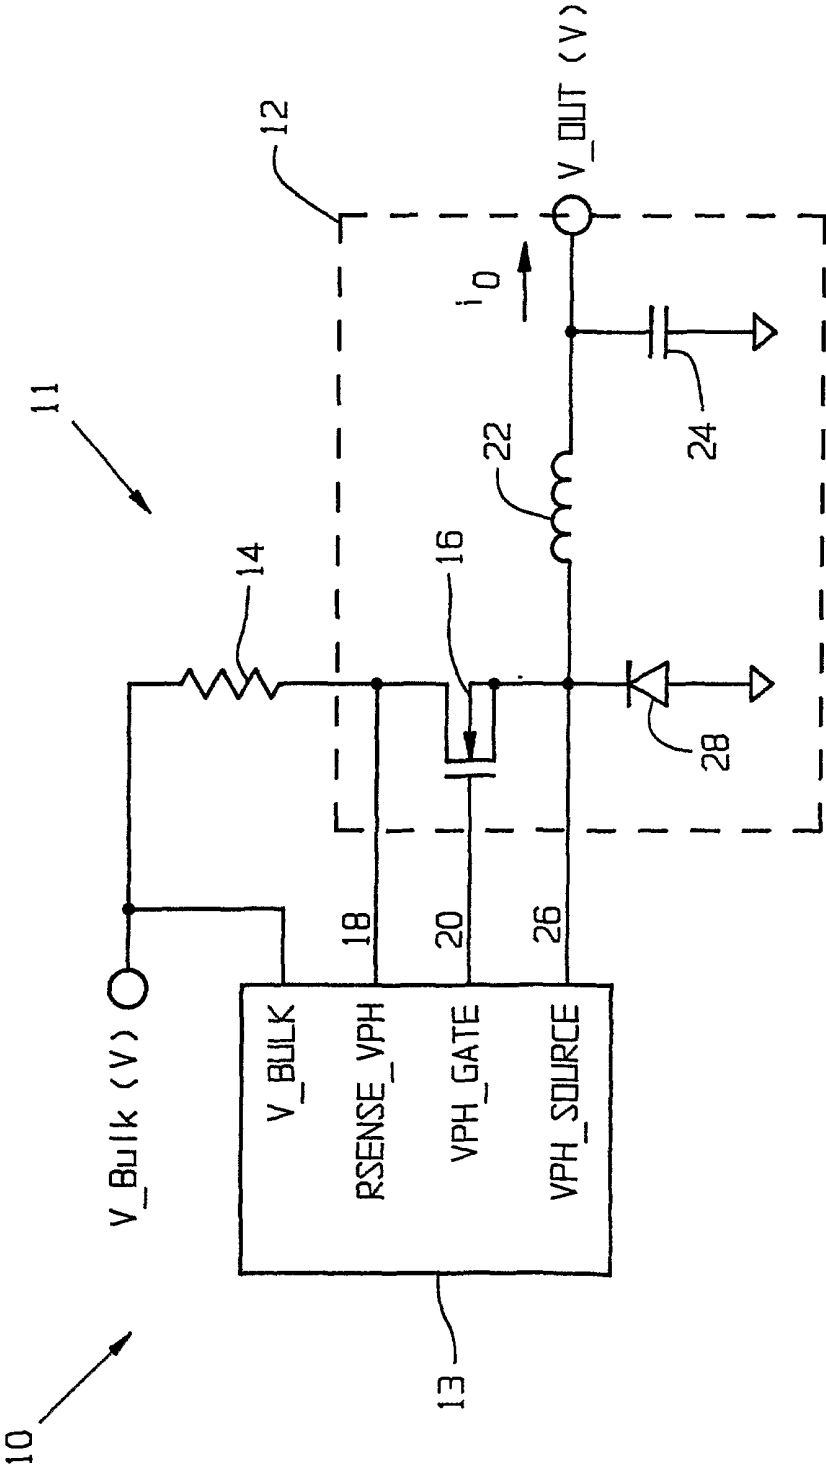 10
11
12
V_Bulk (V)
14
V_BULK
RSENSE_VPH
VPH_GATE
VPH_SOURCE
18
20
26
16
22
i0
V_OUT (V)
28
24
13